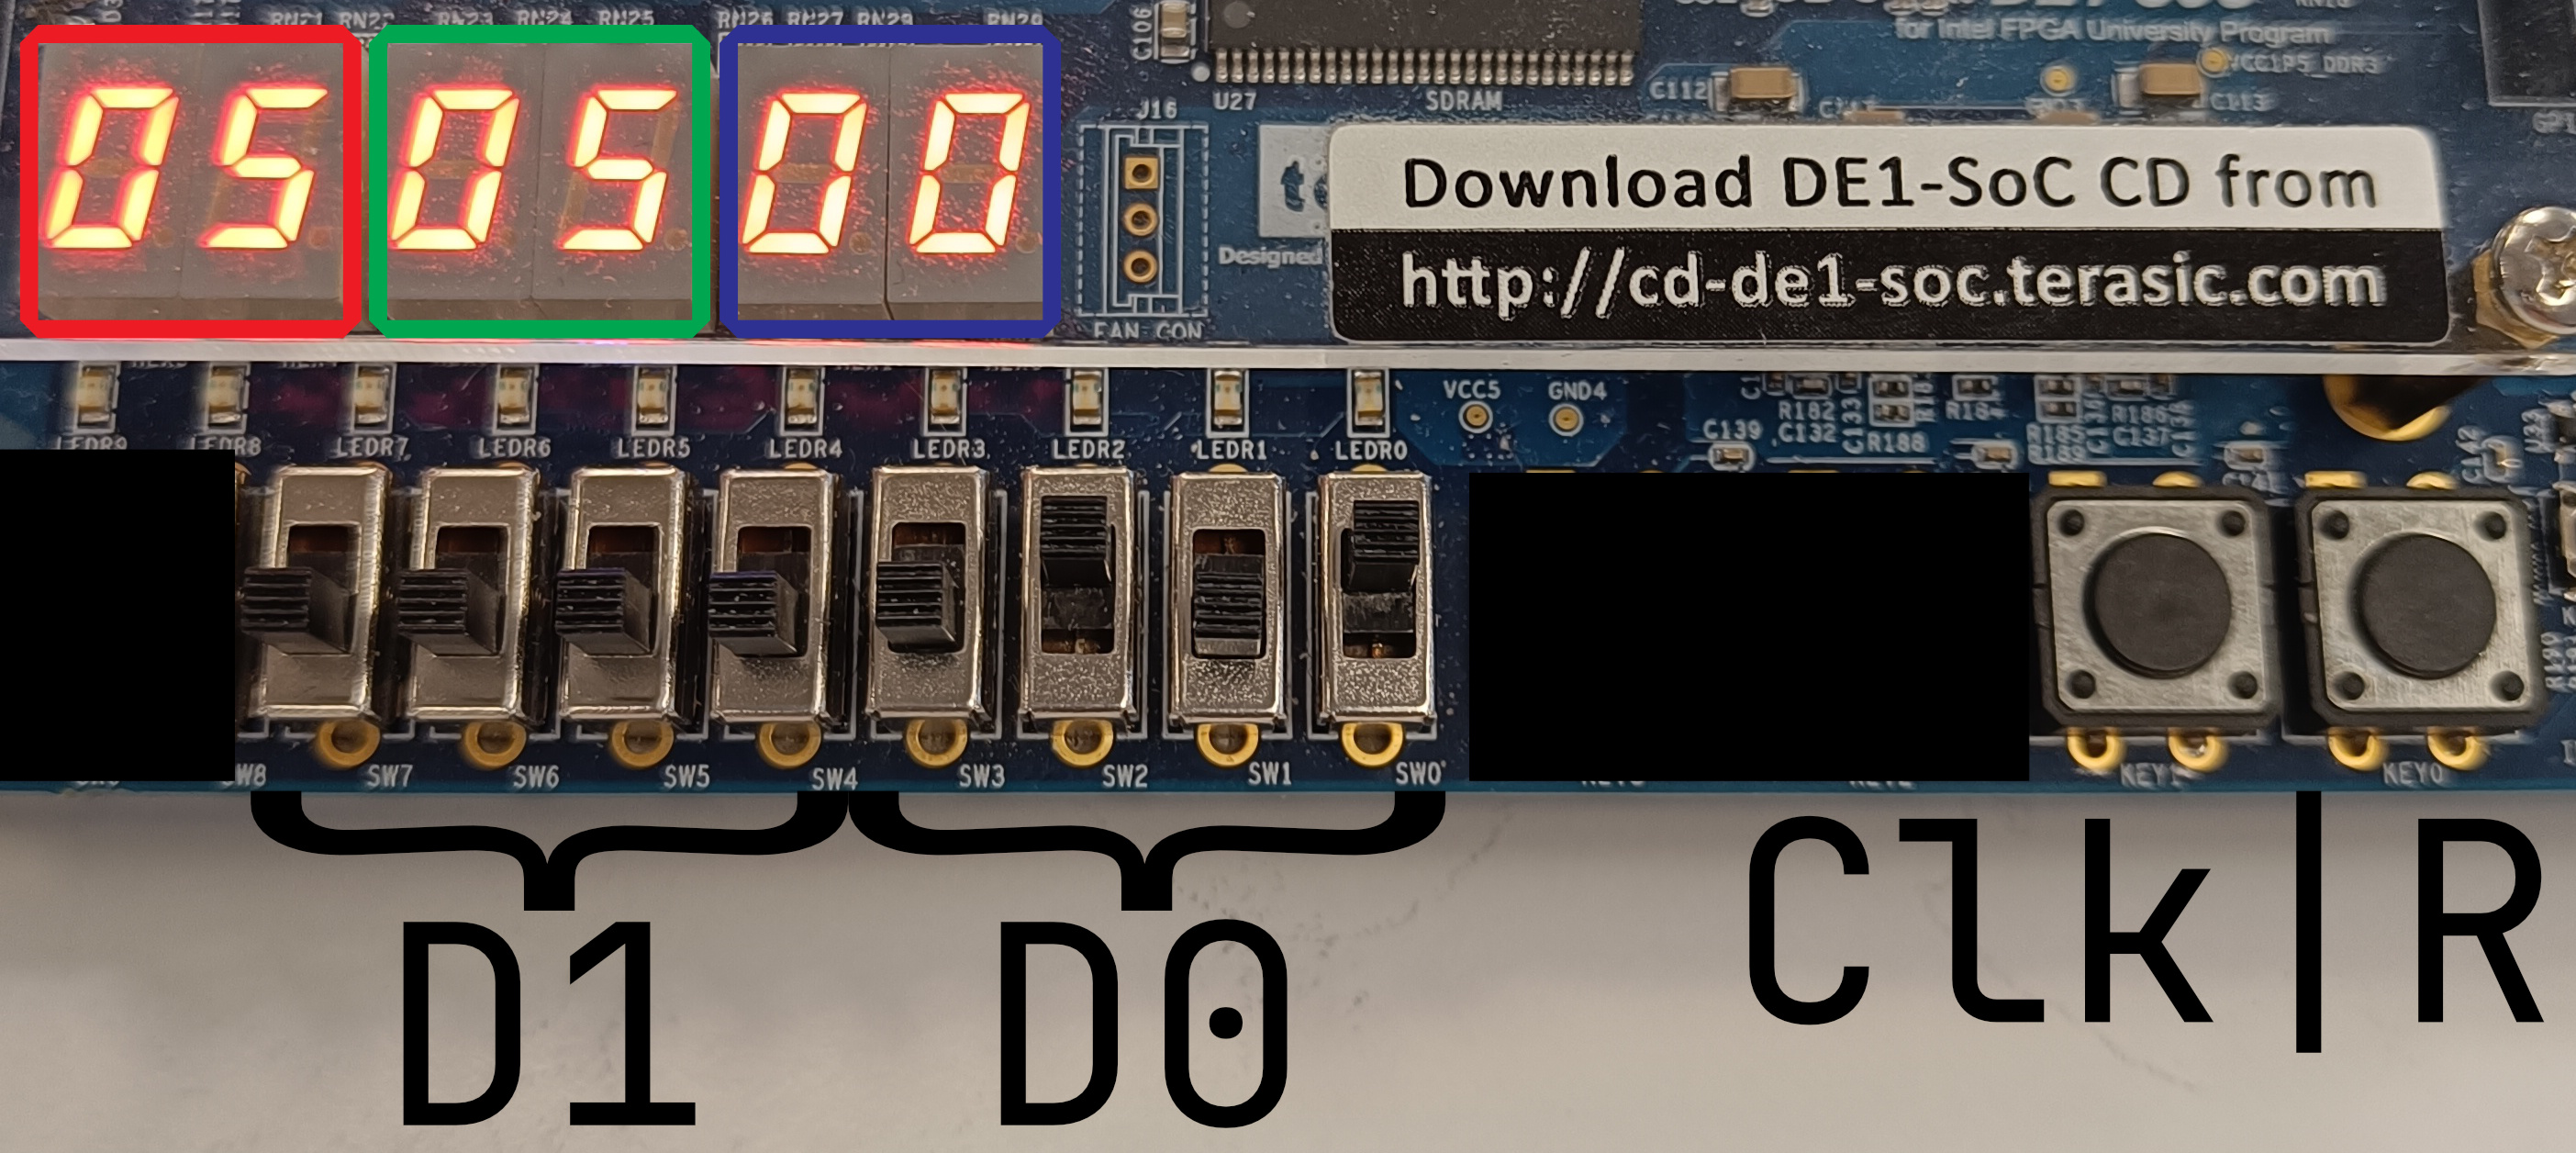 RN21 RN22 RN23 RN24 RN25 RN26 RN27 RN28 RN29
C106
for Intel FPGA University Program
VCC1P5_DDR3
05 05 00
U27
SDRAM
C112
C113
J16
Download DE1-SoC CD from
Designed
http://cd-de1-soc.terasic.com
FAN CON
VCC5
GND4
R182
C132
C133
R188
C139
R185
R189
R186
C137
LEDR9 LEDR8 LEDR7 LEDR6 LEDR5 LEDR4 LEDR3 LEDR2 LEDR1 LEDR0
SW8 SW7 SW6 SW5 SW4 SW3 SW2 SW1 SW0 KEY1 KEY0
D1 D0 Clk|R